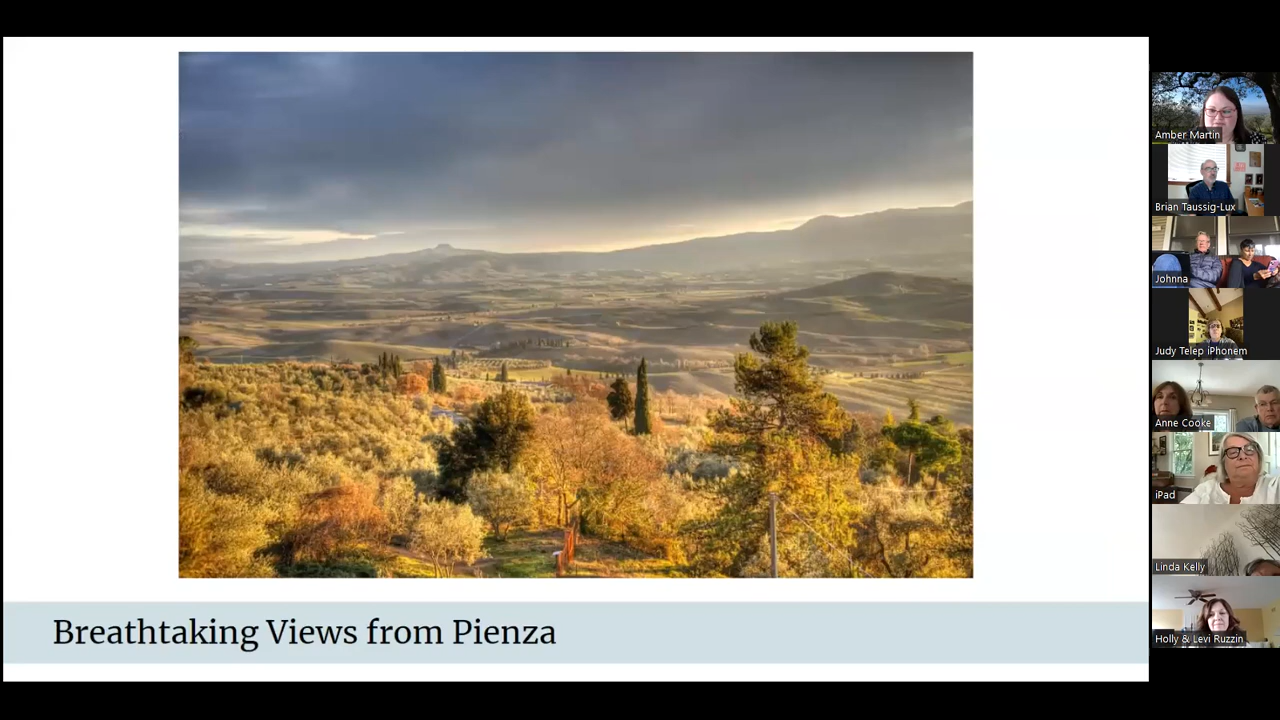 Breathtaking Views from Pienza
Amber Martin
Brian Taussig-Lux
Johnna
Judy Telep iPhonem
Anne Cooke
iPad
Linda Kelly
Holly & Levi Ruzzin